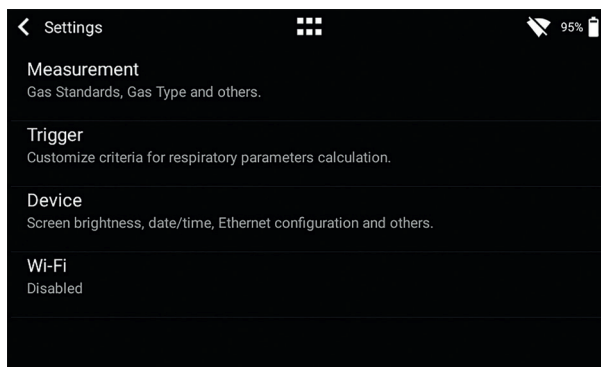 Settings
95%
Measurement
Gas Standards, Gas Type and others.
Trigger
Customize criteria for respiratory parameters calculation.
Device
Screen brightness, date/time, Ethernet configuration and others.
Wi-Fi
Disabled